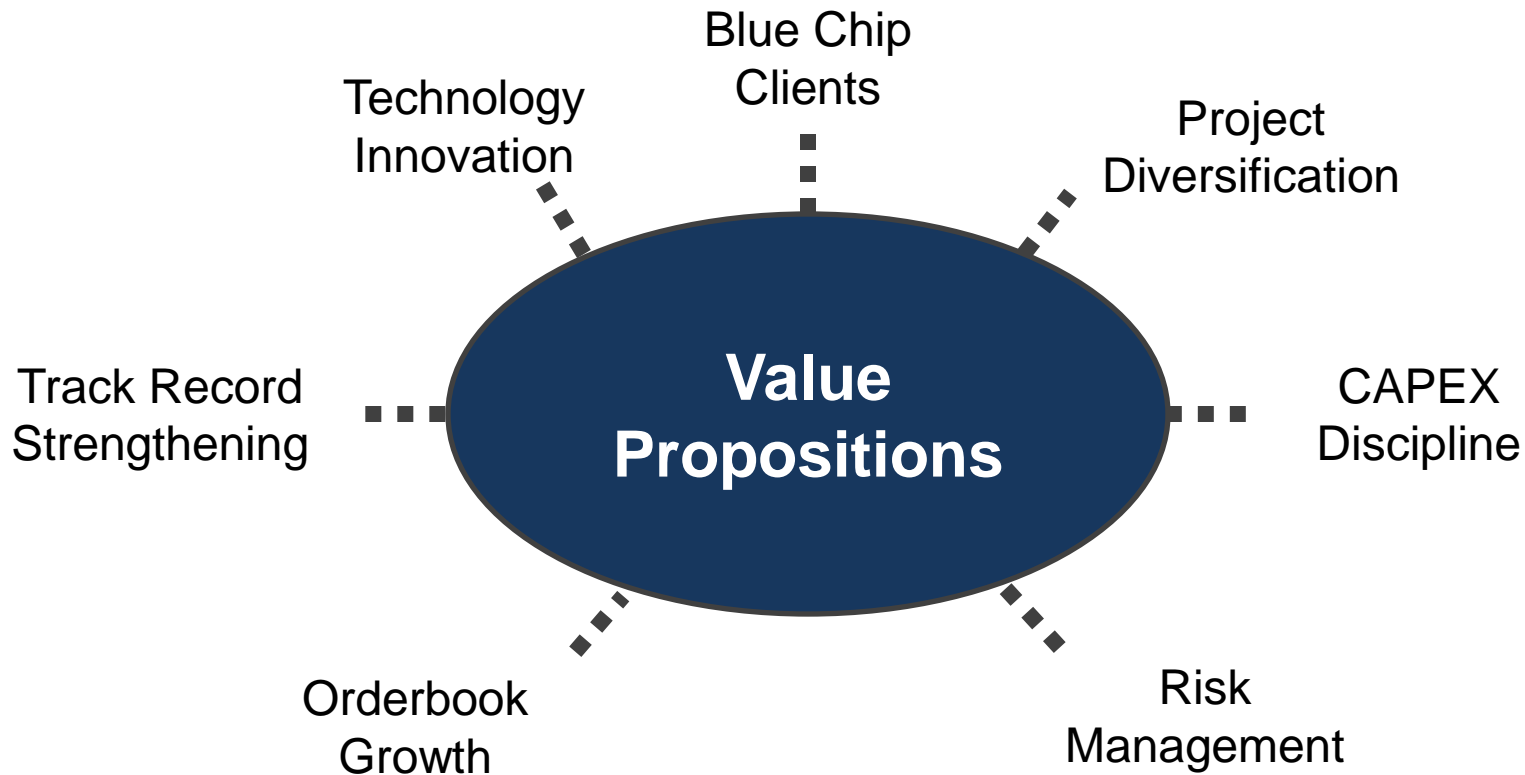 Blue Chip
Clients
Technology
Innovation
Project
Diversification
Value
Propositions
Track Record
Strengthening
CAPEX
Discipline
Orderbook
Growth
Risk
Management